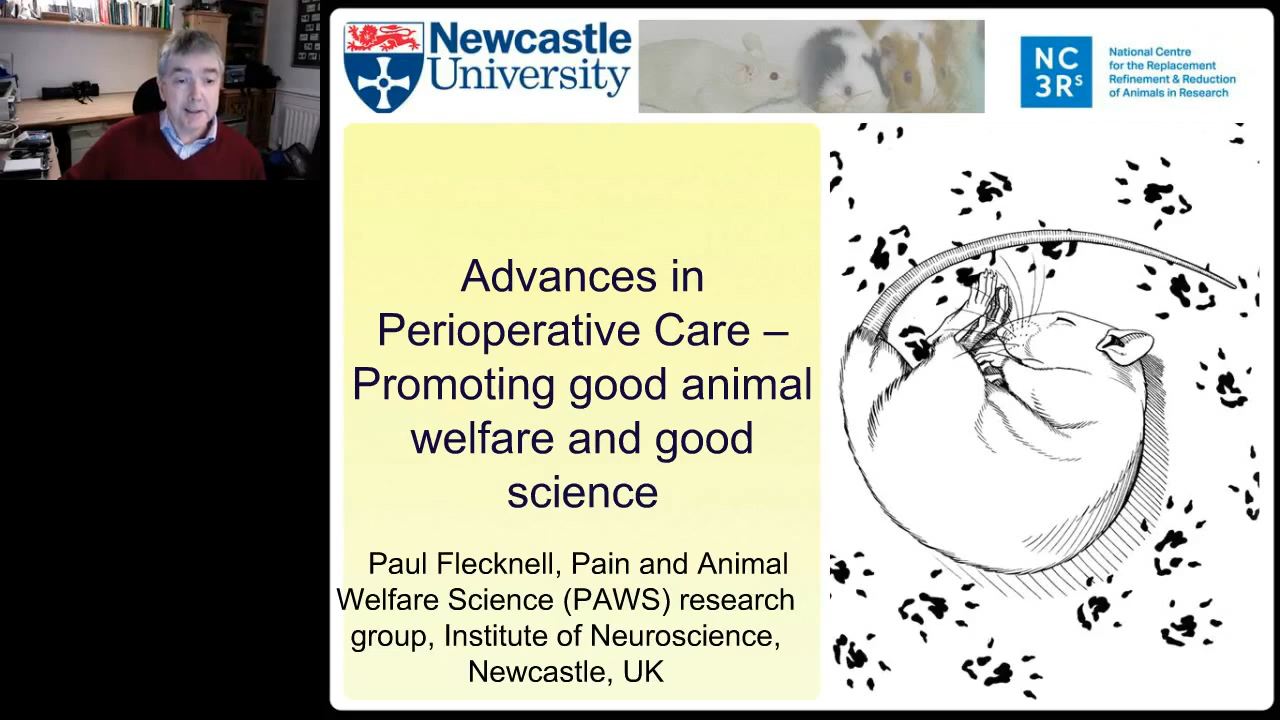 Newcastle
University
NC
3Rs
National Centre
for the Replacement
Refinement & Reduction
of Animals in Research
Advances in
Perioperative Care –
Promoting good animal
welfare and good
science
Paul Flecknell, Pain and Animal
Welfare Science (PAWS) research
group, Institute of Neuroscience,
Newcastle, UK